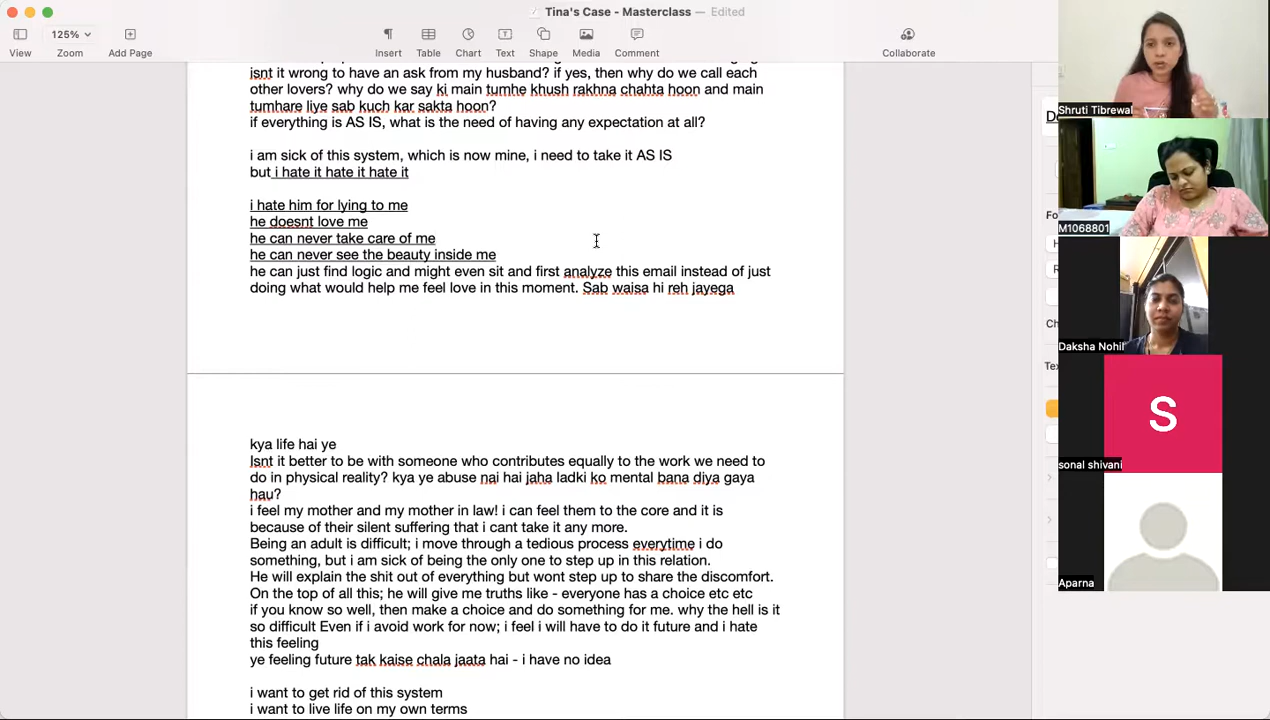 Tina's Case - Masterclass — Edited
125%
View
Zoom
Add Page
Insert
Table
Chart
Text
Shape
Media
Comment
Collaborate
isnt it wrong to have an ask from my husband? if yes, then why do we call each
other lovers? why do we say ki main tumhe khush rakhna chahta hoon and main
tumhare liye sab kuch kar sakta hoon?
if everything is AS IS, what is the need of having any expectation at all?
i am sick of this system, which is now mine, i need to take it AS IS
but i hate it hate it hate it
i hate him for lying to me
he doesnt love me
he can never take care of me
he can never see the beauty inside me
he can just find logic and might even sit and first analyze this email instead of just
doing what would help me feel love in this moment. Sab waisa hi reh jayega
kya life hai ye
Isnt it better to be with someone who contributes equally to the work we need to
do in physical reality? kya ye abuse nai hai jaha ladki ko mental bana diya gaya
hau?
i feel my mother and my mother in law! i can feel them to the core and it is
because of their silent suffering that i cant take it any more.
Being an adult is difficult; i move through a tedious process everytime i do
something, but i am sick of being the only one to step up in this relation.
He will explain the shit out of everything but wont step up to share the discomfort.
On the top of all this; he will give me truths like - everyone has a choice etc etc
if you know so well, then make a choice and do something for me. why the hell is it
so difficult Even if i avoid work for now; i feel i will have to do it future and i hate
this feeling
ye feeling future tak kaise chala jaata hai - i have no idea
i want to get rid of this system
i want to live life on my own terms
Shruti Tibrewal
M1068801
Daksha Nohil
S
sonal shivani
Aparna